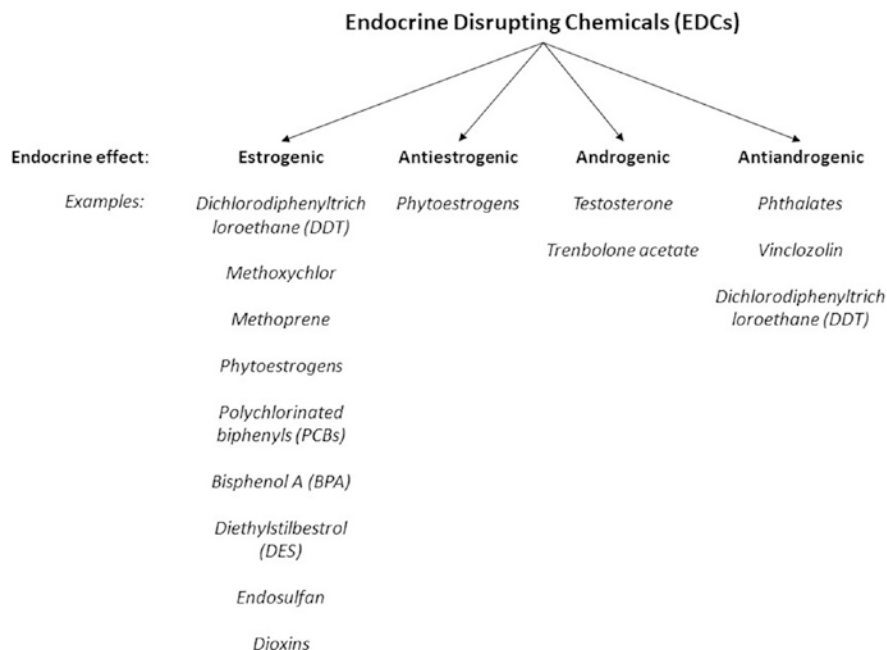 Endocrine Disrupting Chemicals (EDCs)
Endocrine effect: Estrogenic Antiestrogenic Androgenic Antiandrogenic
Examples: Dichlorodiphenyltrich Phytoestrogens Testosterone Phthalates
loroethane (DDT)
Trenbolone acetate Vinclozolin
Methoxychlor
Dichlorodiphenyltrich
loroethane (DDT)
Methoprene
Phytoestrogens
Polychlorinated
biphenyls (PCBs)
Bisphenol A (BPA)
Diethylstilbestrol
(DES)
Endosulfan
Dioxins